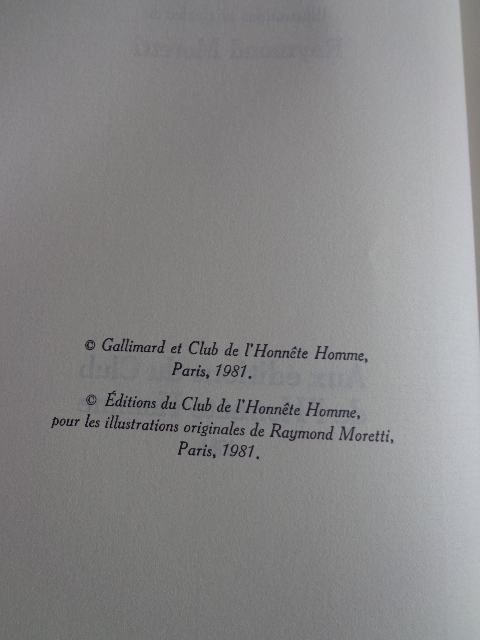 © Gallimard et Club de l'Honnête Homme,
Paris, 1981.
© Éditions du Club de l'Honnête Homme,
pour les illustrations originales de Raymond Moretti,
Paris, 1981.